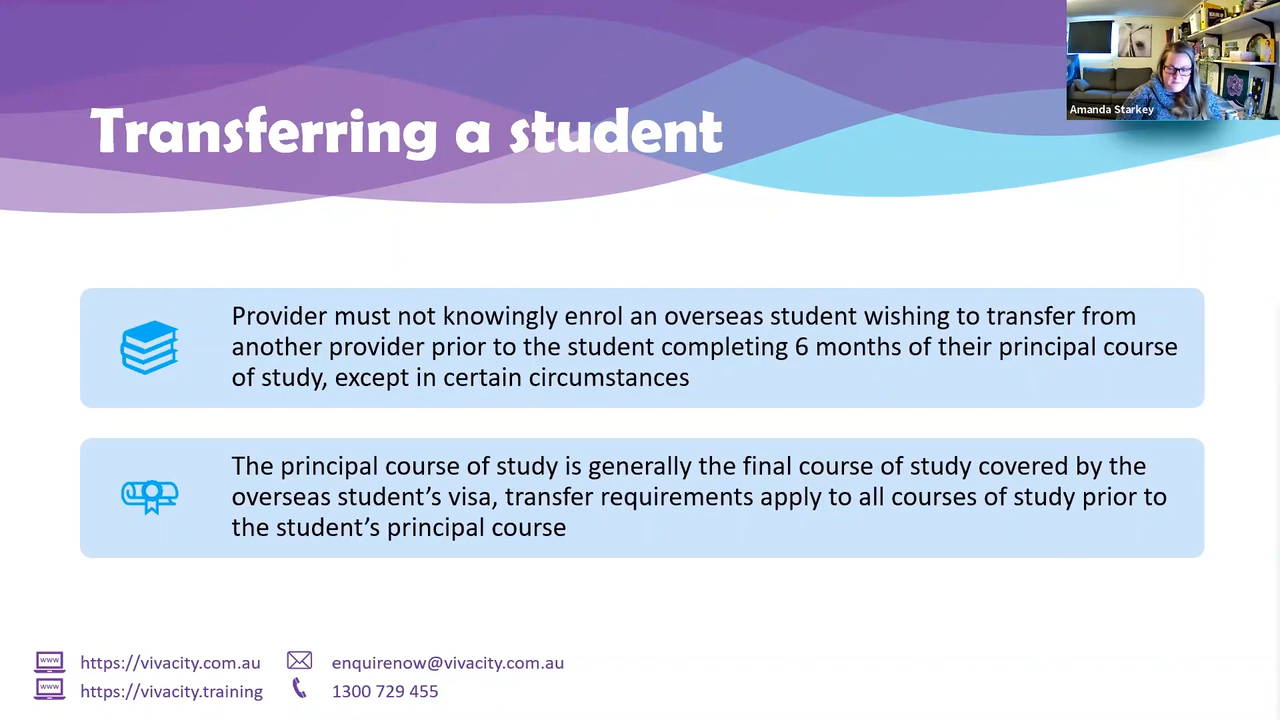 Amanda Starkey
Transferring a student
Provider must not knowingly enrol an overseas student wishing to transfer from
another provider prior to the student completing 6 months of their principal course
of study, except in certain circumstances
The principal course of study is generally the final course of study covered by the
overseas student’s visa, transfer requirements apply to all courses of study prior to
the student’s principal course
www https://vivacity.com.au enquirenow@vivacity.com.au
www https://vivacity.training 1300 729 455